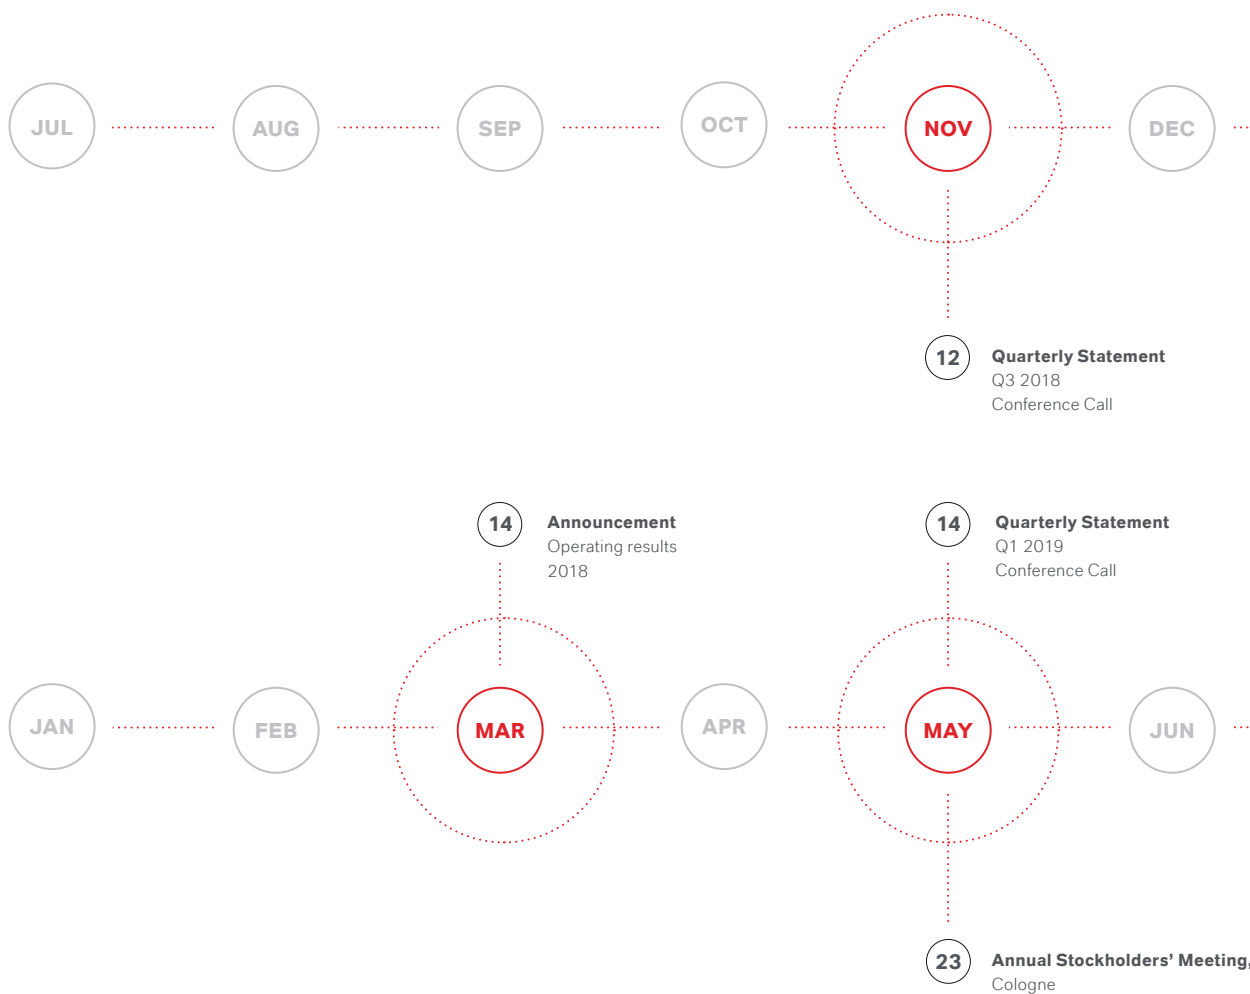 JUL
AUG
SEP
OCT
NOV
DEC
12
Quarterly Statement
Q3 2018
Conference Call
14
Announcement
Operating results
2018
14
Quarterly Statement
Q1 2019
Conference Call
JAN
FEB
MAR
APR
MAY
JUN
23
Annual Stockholders’ Meeting,
Cologne